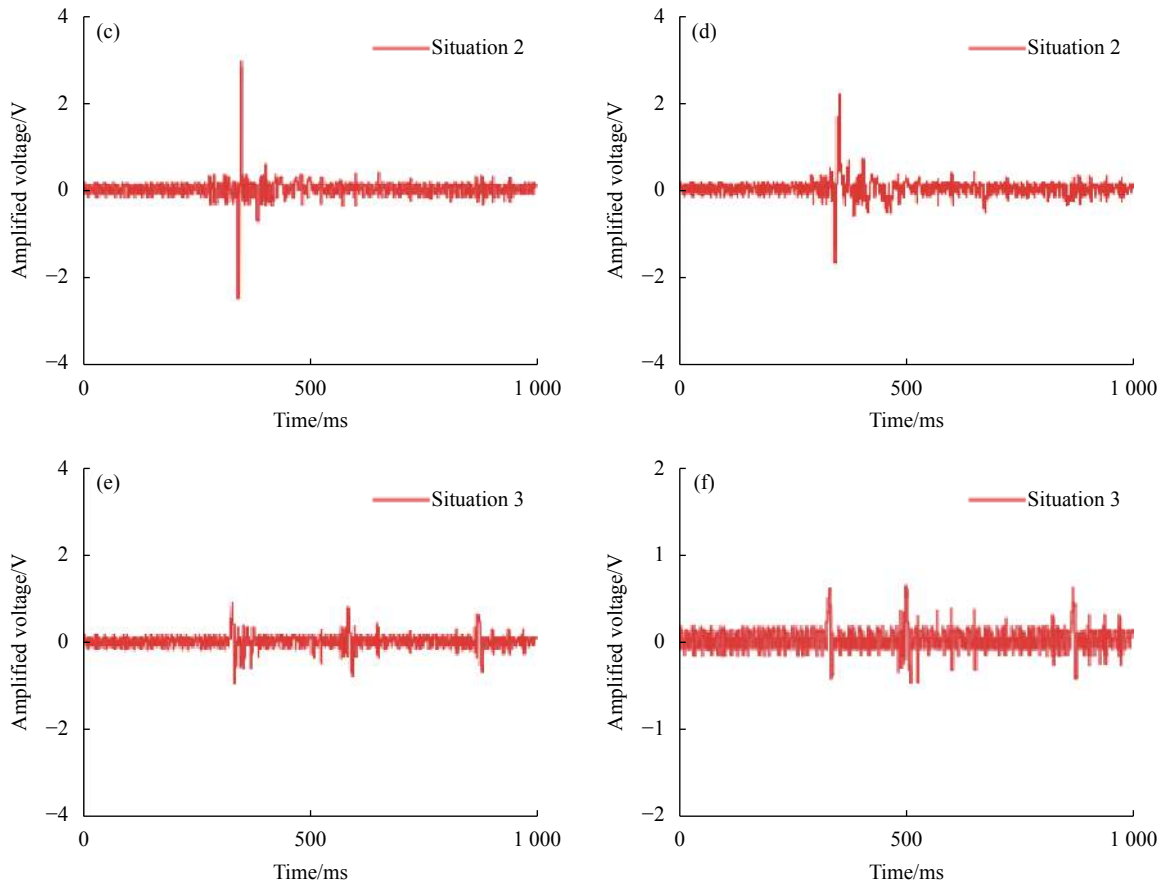 (c)
Situation 2
4
2
0
−2
−4
Amplified voltage/V
0
500
1 000
Time/ms
(d)
Situation 2
4
2
0
−2
−4
Amplified voltage/V
0
500
1 000
Time/ms
(e)
Situation 3
4
2
0
−2
−4
Amplified voltage/V
0
500
1 000
Time/ms
(f)
Situation 3
2
1
0
−1
−2
Amplified voltage/V
0
500
1 000
Time/ms